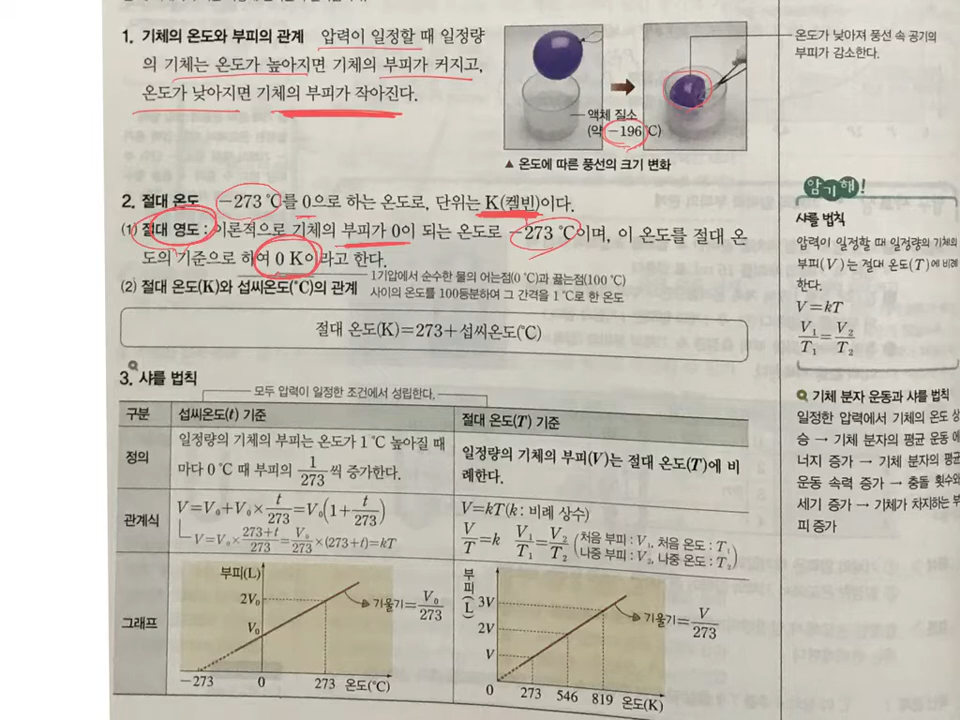 1. 기체의 온도와 부피의 관계 압력이 일정할 때 일정량
의 기체는 온도가 높아지면 기체의 부피가 커지고,
온도가 낮아지면 기체의 부피가 작아진다.
액체 질소
(약 -196 ℃)
온도가 낮아져 풍선 속 공기의
부피가 감소한다.
▲ 온도에 따른 풍선의 크기 변화
2. 절대 온도 -273 ℃를 0으로 하는 온도로, 단위는 K(켈빈)이다.
(1) 절대 영도 : 이론적으로 기체의 부피가 0이 되는 온도로 -273 ℃이며, 이 온도를 절대 온
도의 기준으로 하여 0 K이라고 한다.
1기압에서 순수한 물의 어는점(0 ℃)과 끓는점(100 ℃)
사이의 온도를 100등분하여 그 간격을 1 ℃로 한 온도
(2) 절대 온도(K)와 섭씨온도(℃)의 관계
절대 온도(K)=273+섭씨온도(℃)
3. 샤를 법칙
모두 압력이 일정한 조건에서 성립한다.
구분 섭씨온도(t) 기준 절대 온도(T) 기준
정의
일정량의 기체의 부피는 온도가 1 ℃ 높아질 때
마다 0 ℃ 때 부피의 1/273씩 증가한다.
일정량의 기체의 부피(V)는 절대 온도(T)에 비
례한다.
관계식
V=V₀+V₀×t/273=V₀(1+t/273)
V=V₀×(273+t)/273=V₀/273×(273+t)=kT
V=kT(k : 비례 상수)
V/T=k V₁/T₁=V₂/T₂ (처음 부피 : V₁, 처음 온도 : T₁
나중 부피 : V₂, 나중 온도 : T₂)
그래프
부피(L)
2V₀
V₀
기울기=V₀/273
-273 0 273 온도(℃)
부피(L)
3V
2V
V
기울기=V/273
0 273 546 819 온도(K)
암기해!
샤를 법칙
압력이 일정할 때 일정량의 기체의
부피(V)는 절대 온도(T)에 비례
한다.
V=kT
V₁/T₁=V₂/T₂
기체 분자 운동과 샤를 법칙
일정한 압력에서 기체의 온도 상
승 → 기체 분자의 평균 운동 에
너지 증가 → 기체 분자의 평균
운동 속력 증가 → 충돌 횟수와
세기 증가 → 기체가 차지하는 부
피 증가